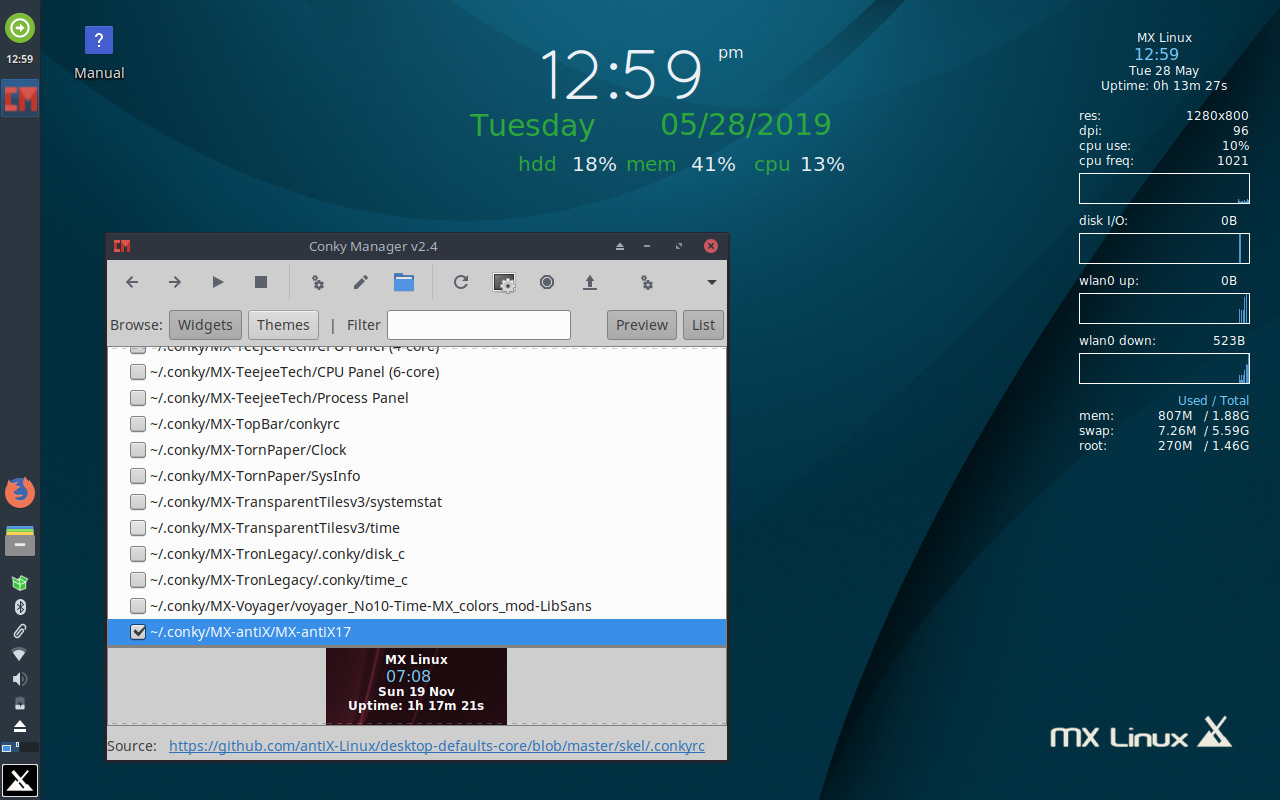 12:59
?
Manual
12:59 pm
Tuesday 05/28/2019
hdd 18% mem 41% cpu 13%
MX Linux
12:59
Tue 28 May
Uptime: 0h 13m 27s
res: 1280x800
dpi: 96
cpu use: 10%
cpu freq: 1021
disk I/O: 0B
wlan0 up: 0B
wlan0 down: 523B
Used / Total
mem: 807M / 1.88G
swap: 7.26M / 5.59G
root: 270M / 1.46G
CM
CM Conky Manager v2.4
Browse: Widgets Themes | Filter Preview List
~/.conky/MX-TeejeeTech/CPU Panel (4-core)
~/.conky/MX-TeejeeTech/CPU Panel (6-core)
~/.conky/MX-TeejeeTech/Process Panel
~/.conky/MX-TopBar/conkyrc
~/.conky/MX-TornPaper/Clock
~/.conky/MX-TornPaper/SysInfo
~/.conky/MX-TransparentTilesv3/systemstat
~/.conky/MX-TransparentTilesv3/time
~/.conky/MX-TronLegacy/.conky/disk_c
~/.conky/MX-TronLegacy/.conky/time_c
~/.conky/MX-Voyager/voyager_No10-Time-MX_colors_mod-LibSans
~/.conky/MX-antiX/MX-antiX17
MX Linux
07:08
Sun 19 Nov
Uptime: 1h 17m 21s
Source: https://github.com/antiX-Linux/desktop-defaults-core/blob/master/skel/.conkyrc
MX Linux